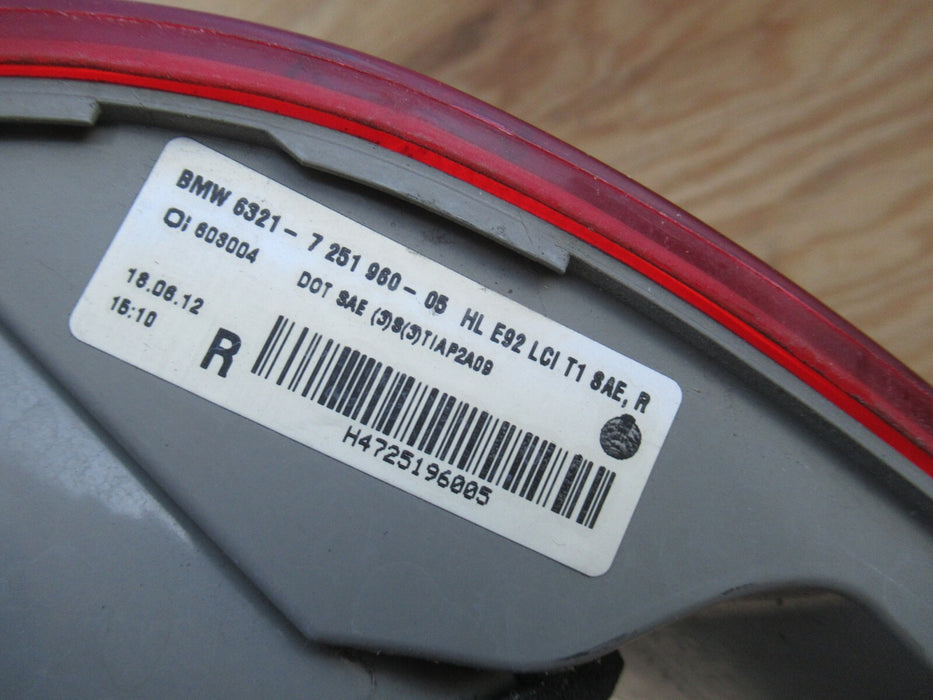 BMW 6321- 7 251 960- 05 HL E92 LCI T1 SAE, R
OI 603004
DOT SAE (3)S(3)TIAP2A09
18.06.12
15:10
R
H4725196005